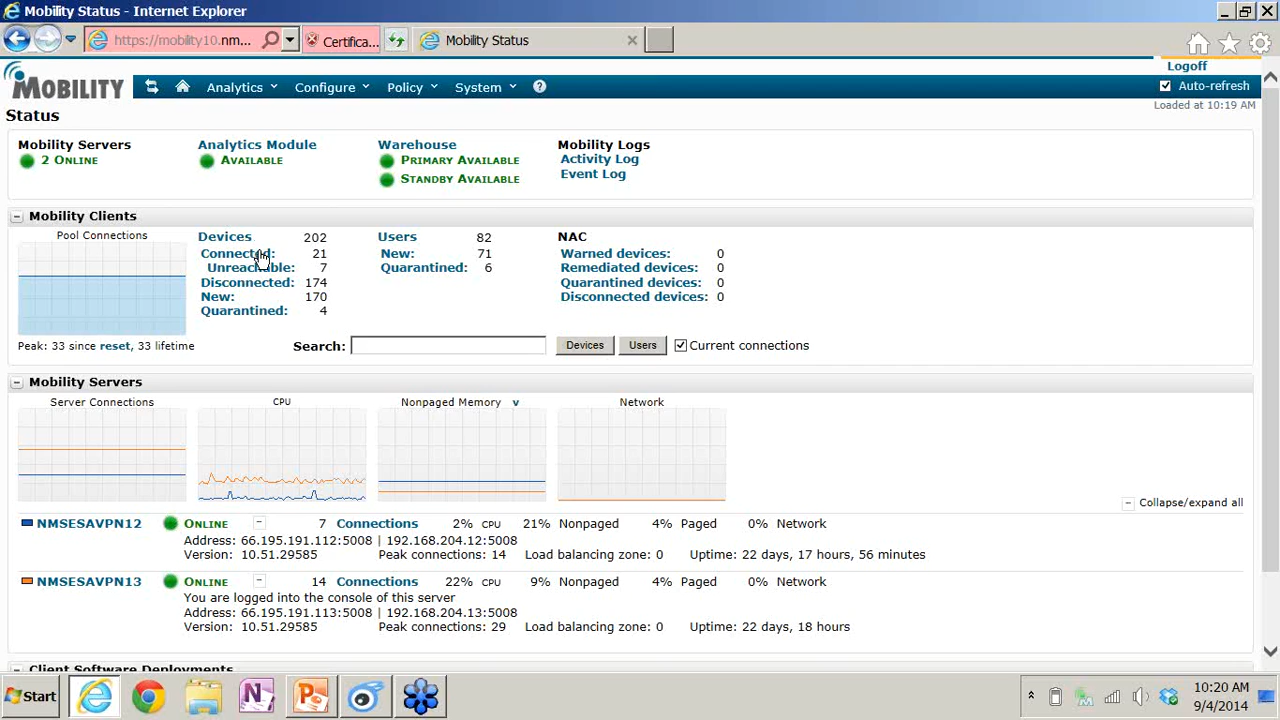 Mobility Status - Internet Explorer
https://mobility10.nm... Certifica... Mobility Status
Logoff
MOBILITY Analytics Configure Policy System ?
Auto-refresh
Loaded at 10:19 AM
Status
Mobility Servers Analytics Module Warehouse Mobility Logs
2 ONLINE AVAILABLE PRIMARY AVAILABLE Activity Log
STANDBY AVAILABLE Event Log
Mobility Clients
Pool Connections Devices 202 Users 82 NAC
Connected: 21 New: 71 Warned devices: 0
Unreachable: 7 Quarantined: 6 Remediated devices: 0
Disconnected: 174 Quarantined devices: 0
New: 170 Disconnected devices: 0
Quarantined: 4
Peak: 33 since reset, 33 lifetime Search: Devices Users Current connections
Mobility Servers
Server Connections CPU Nonpaged Memory v Network
Collapse/expand all
NMSESAVPN12 ONLINE 7 Connections 2% CPU 21% Nonpaged 4% Paged 0% Network
Address: 66.195.191.112:5008 | 192.168.204.12:5008
Version: 10.51.29585 Peak connections: 14 Load balancing zone: 0 Uptime: 22 days, 17 hours, 56 minutes
NMSESAVPN13 ONLINE 14 Connections 22% CPU 9% Nonpaged 4% Paged 0% Network
You are logged into the console of this server
Address: 66.195.191.113:5008 | 192.168.204.13:5008
Version: 10.51.29585 Peak connections: 29 Load balancing zone: 0 Uptime: 22 days, 18 hours
Client Software Deployments
Start 10:20 AM
9/4/2014